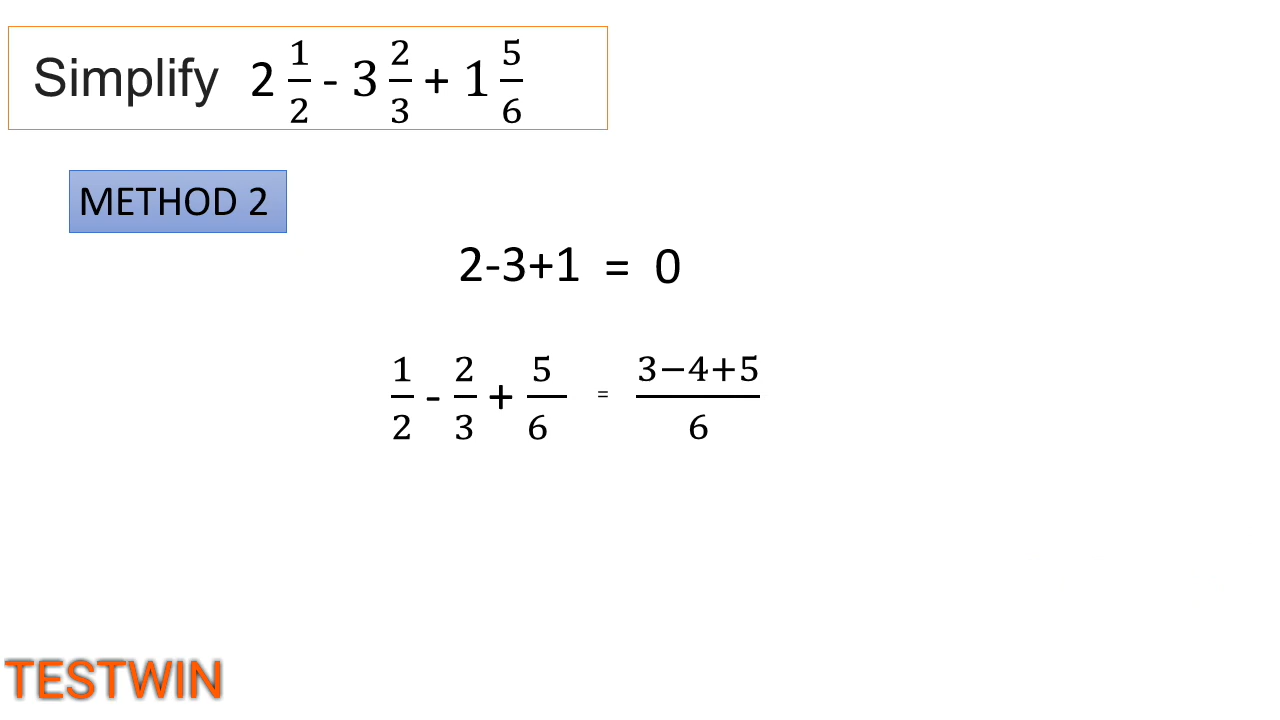 Simplify 2 1/2 - 3 2/3 + 1 5/6
METHOD 2
2-3+1 = 0
1/2 - 2/3 + 5/6 = 3−4+5/6
TESTWIN